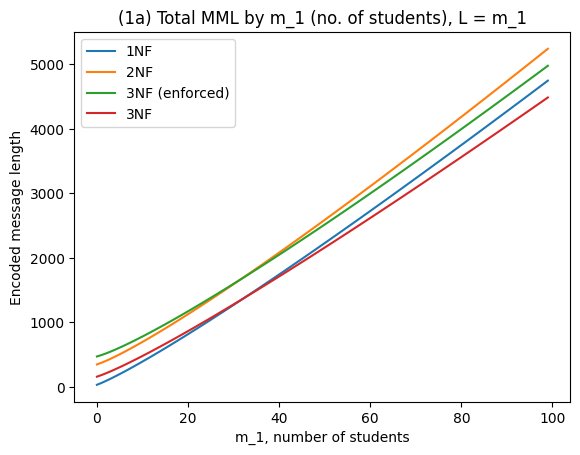 (1a) Total MML by m_1 (no. of students), L = m_1
1NF
2NF
3NF (enforced)
3NF
Encoded message length
5000
4000
3000
2000
1000
0
0 20 40 60 80 100
m_1, number of students